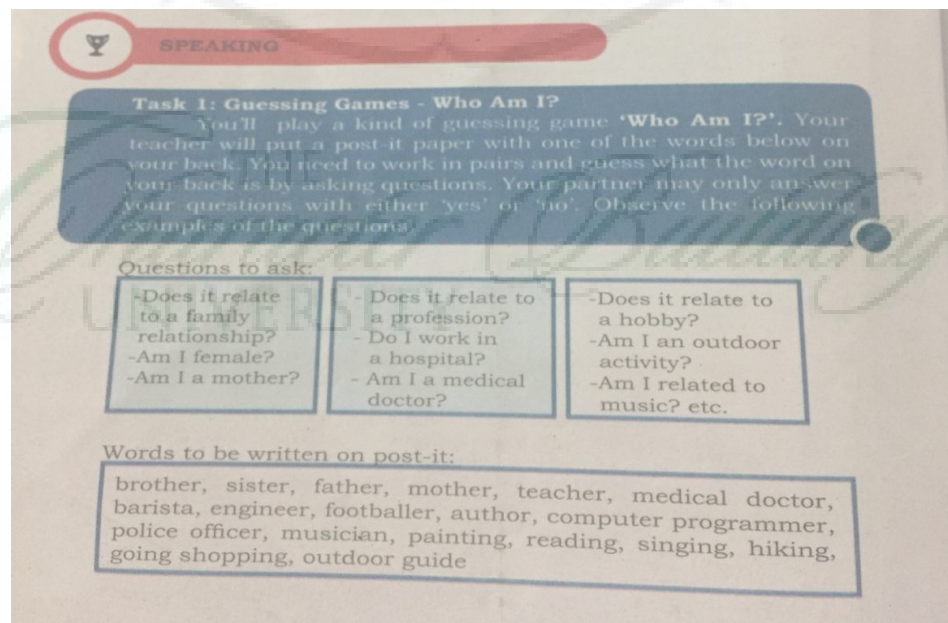 SPEAKING
Task 1: Guessing Games - Who Am I?
You'll play a kind of guessing game 'Who Am I?'. Your
teacher will put a post-it paper with one of the words below on
your back. You need to work in pairs and guess what the word on
your back is by asking questions. Your partner may only answer
your questions with either 'yes' or 'no'. Observe the following
examples of the questions!
Questions to ask:
-Does it relate
to a family
relationship?
-Am I female?
-Am I a mother?
- Does it relate to
a profession?
- Do I work in
a hospital?
- Am I a medical
doctor?
-Does it relate to
a hobby?
-Am I an outdoor
activity?
-Am I related to
music? etc.
Words to be written on post-it:
brother, sister, father, mother, teacher, medical doctor,
barista, engineer, footballer, author, computer programmer,
police officer, musician, painting, reading, singing, hiking,
going shopping, outdoor guide
THE
Character Building
UNIVERSITY